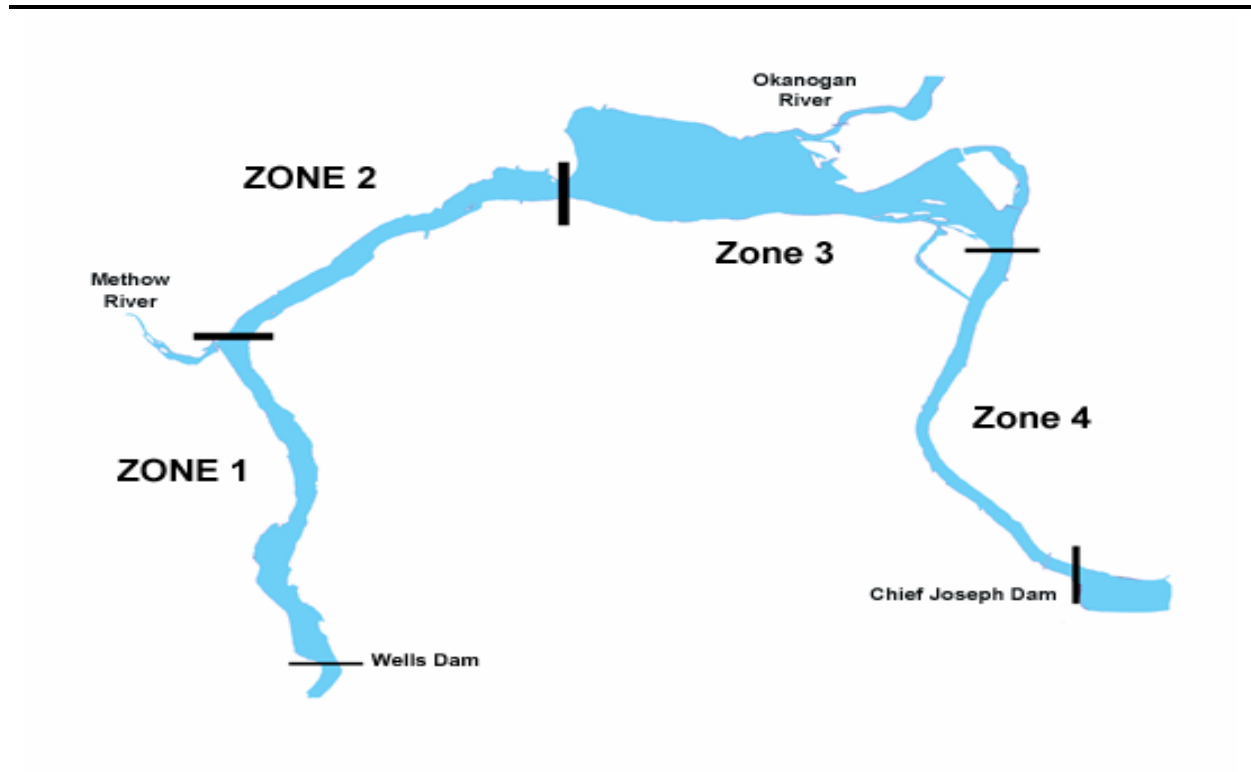 Okanogan
River
ZONE 2
Zone 3
Methow
River
Zone 4
ZONE 1
Chief Joseph Dam
Wells Dam